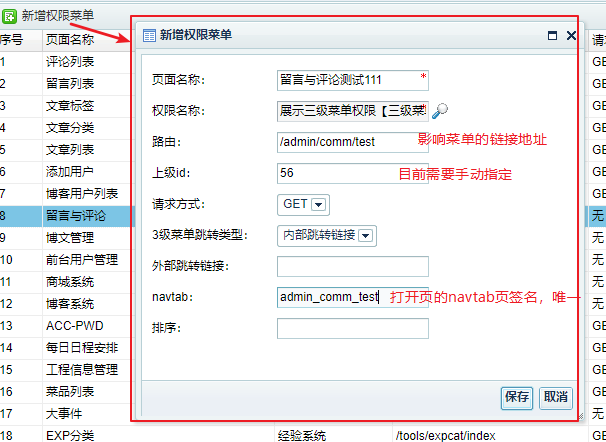 新增权限菜单
序号 页面名称 请
1 评论列表 GE
2 留言列表 GE
3 文章标签 GE
4 文章分类 GE
5 文章列表 GE
6 添加用户 GE
7 博客用户列表 GE
8 留言与评论 无
9 博文管理 无
10 前台用户管理 无
11 商城系统 无
12 博客系统 无
13 ACC-PWD GE
14 每日日程安排 GE
15 工程信息管理 GE
16 菜品列表 GE
17 大事件 无
18 EXP分类 经验系统 /tools/expcat/index GE
新增权限菜单
页面名称: 留言与评论测试111 *
权限名称: 展示三级菜单权限【三级菜 *
路由: /admin/comm/test 影响菜单的链接地址
上级id: 56 目前需要手动指定
请求方式: GET
3级菜单跳转类型: 内部跳转链接
外部跳转链接:
navtab: admin_comm_test 打开页的navtab页签名，唯一
排序:
保存 取消